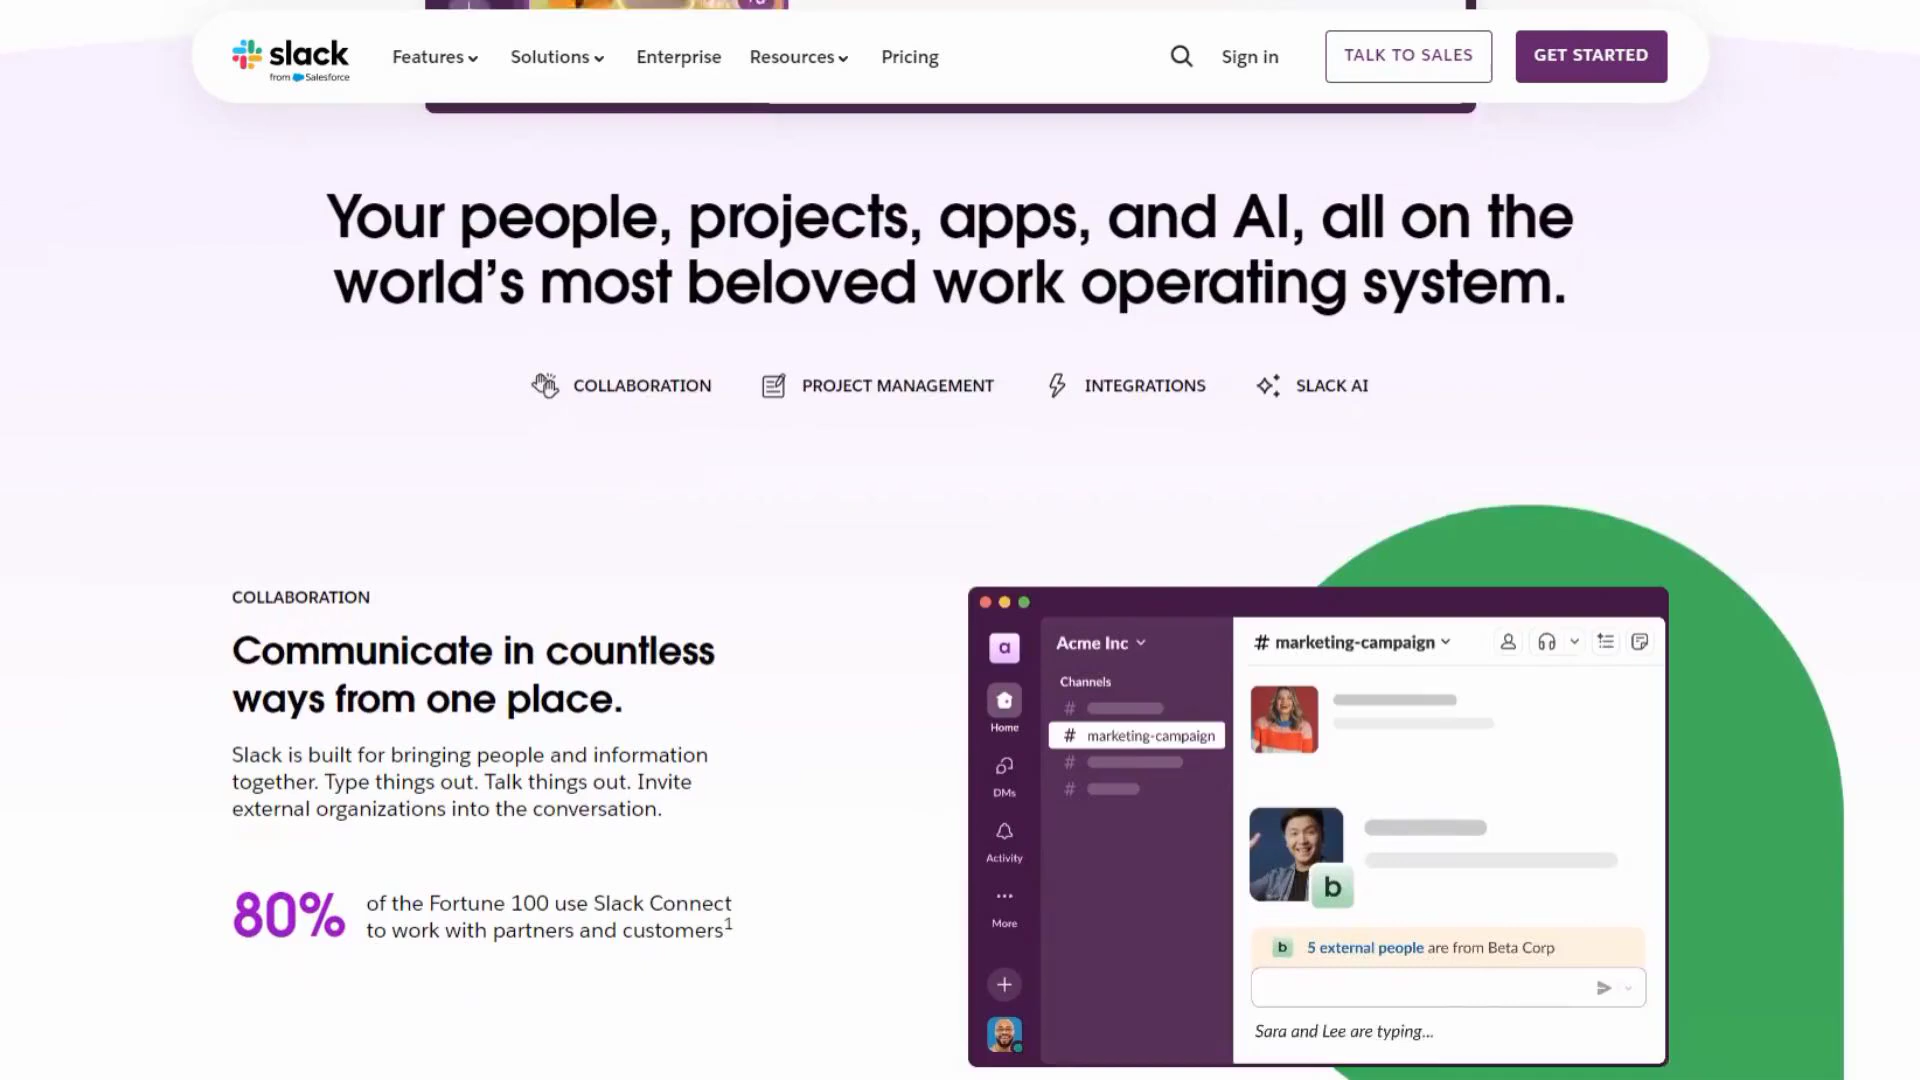 slack
from Salesforce
Features
Solutions
Enterprise
Resources
Pricing
Sign in
TALK TO SALES
GET STARTED
Your people, projects, apps, and AI, all on the
world’s most beloved work operating system.
COLLABORATION
PROJECT MANAGEMENT
INTEGRATIONS
SLACK AI
COLLABORATION
Communicate in countless
ways from one place.
Slack is built for bringing people and information
together. Type things out. Talk things out. Invite
external organizations into the conversation.
80%
of the Fortune 100 use Slack Connect
to work with partners and customers1
a
Home
DMs
Activity
More
Acme Inc
Channels
#
# marketing-campaign
#
#
# marketing-campaign
b
b 5 external people are from Beta Corp
Sara and Lee are typing...